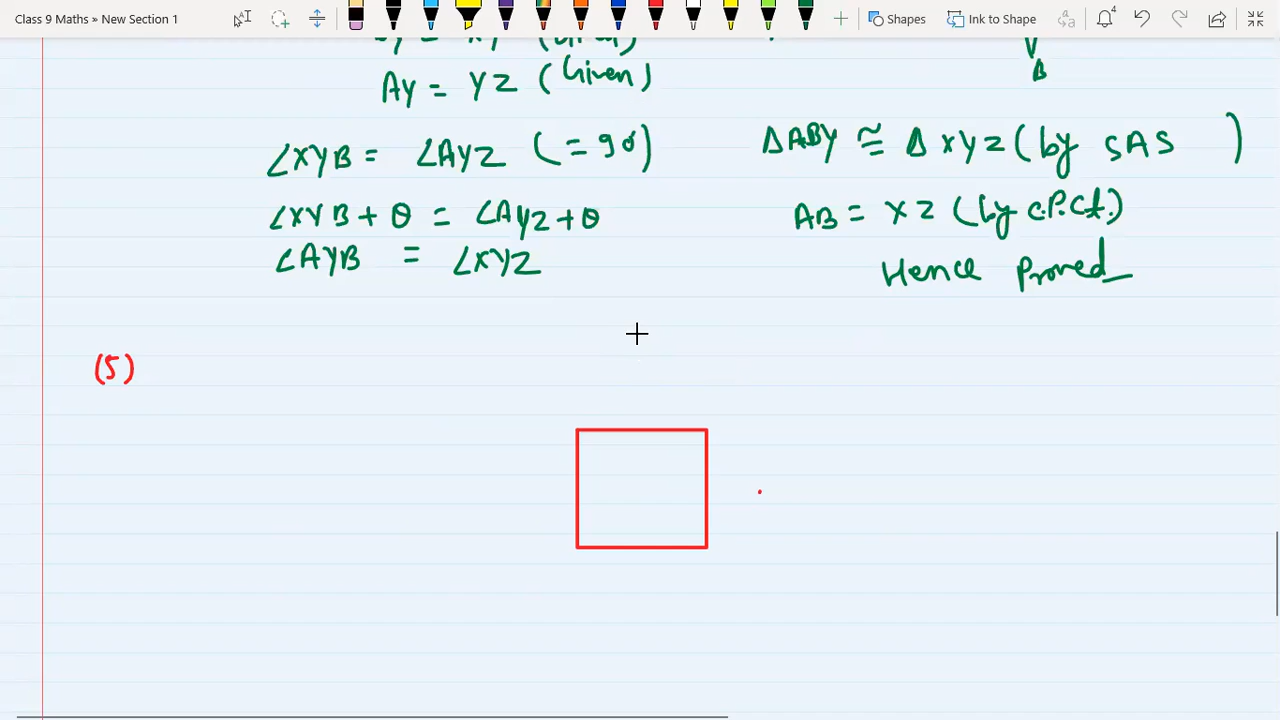 Class 9 Maths » New Section 1
Shapes
Ink to Shape
AY = YZ (Given)
∠XYB = ∠AYZ (= 90°)
∠XYB + θ = ∠AYZ + θ
∠AYB = ∠XYZ
B
ΔABY ≅ Δ XYZ (by SAS )
AB = XZ (by C.P.C.t.)
Hence Proved
(5)